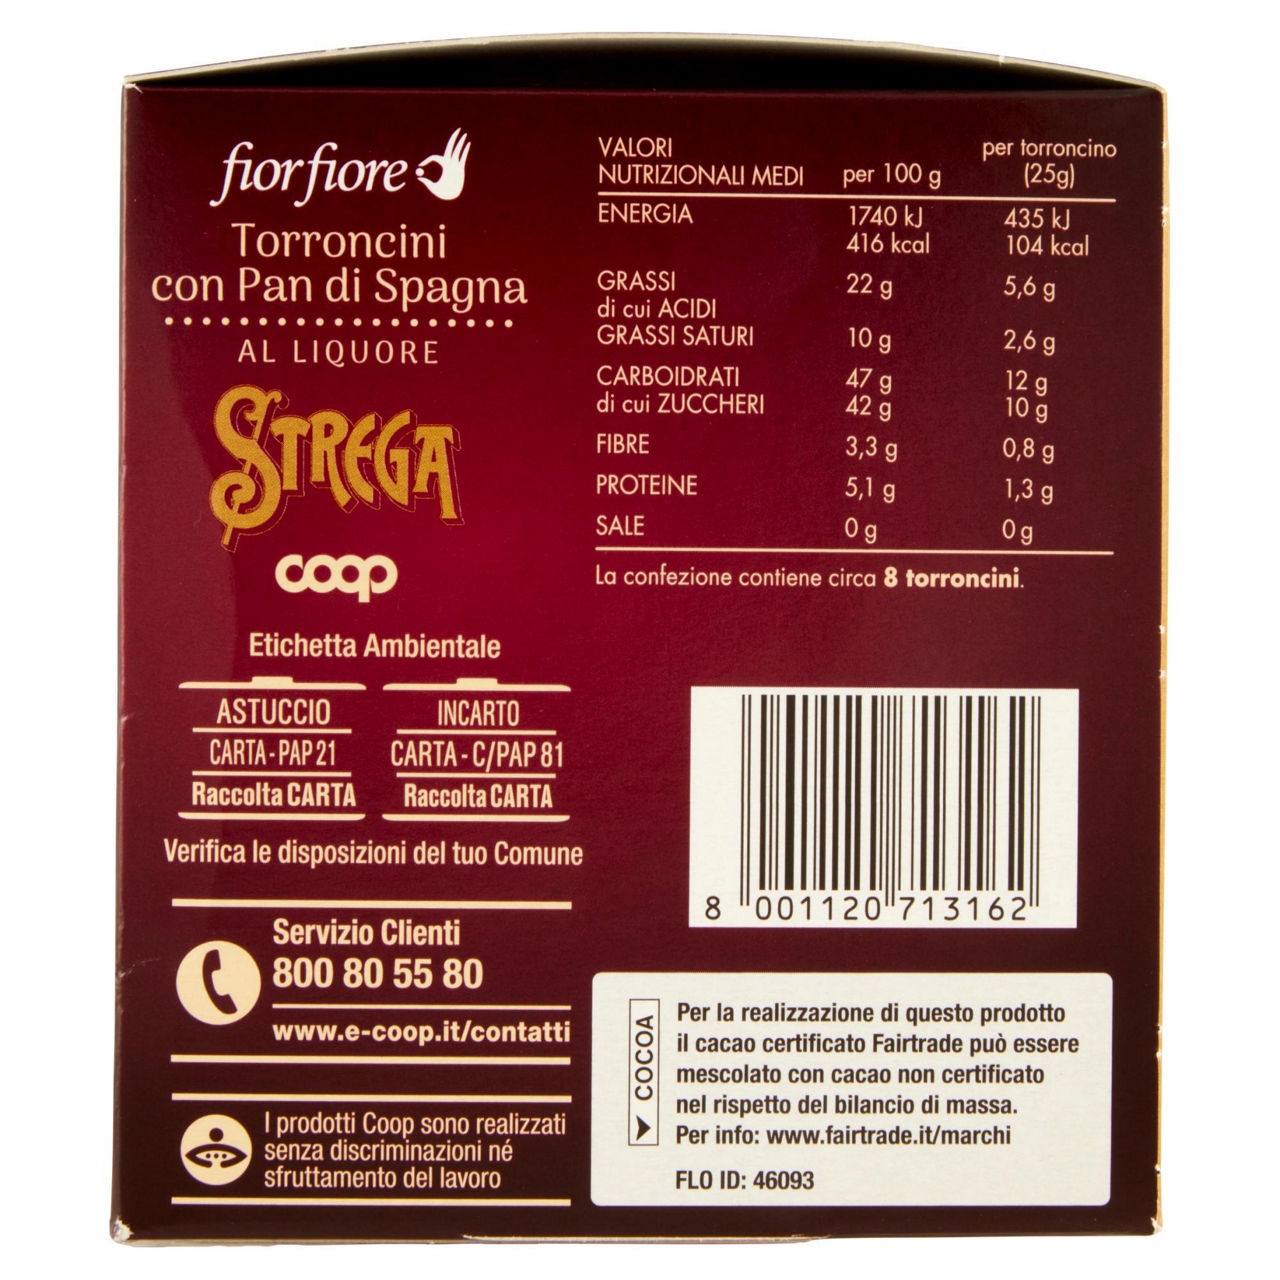 fiorfiore
Torroncini
con Pan di Spagna
AL LIQUORE
STREGA
coop
Etichetta Ambientale
ASTUCCIO
CARTA - PAP 21
Raccolta CARTA
INCARTO
CARTA - C/PAP 81
Raccolta CARTA
Verifica le disposizioni del tuo Comune
Servizio Clienti
800 80 55 80
www.e-coop.it/contatti
I prodotti Coop sono realizzati
senza discriminazioni né
sfruttamento del lavoro
VALORI
NUTRIZIONALI MEDI per 100 g per torroncino (25g)
ENERGIA 1740 kJ 435 kJ
416 kcal 104 kcal
GRASSI 22 g 5,6 g
di cui ACIDI
GRASSI SATURI 10 g 2,6 g
CARBOIDRATI 47 g 12 g
di cui ZUCCHERI 42 g 10 g
FIBRE 3,3 g 0,8 g
PROTEINE 5,1 g 1,3 g
SALE 0 g 0 g
La confezione contiene circa 8 torroncini.
8 001120 713162
COCOA
Per la realizzazione di questo prodotto
il cacao certificato Fairtrade può essere
mescolato con cacao non certificato
nel rispetto del bilancio di massa.
Per info: www.fairtrade.it/marchi
FLO ID: 46093